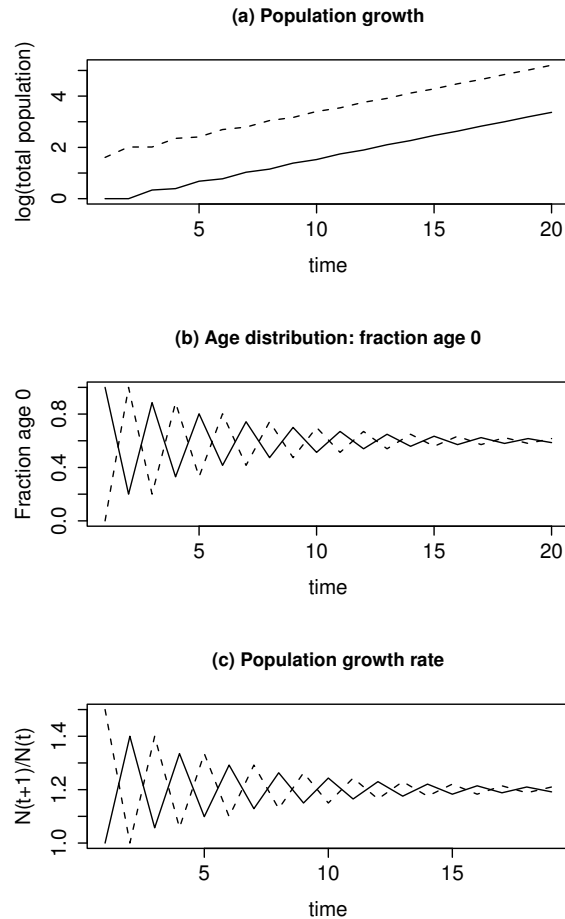 (a) Population growth
log(total population)
0 2 4
5 10 15 20
time
(b) Age distribution: fraction age 0
Fraction age 0
0.0 0.4 0.8
5 10 15 20
time
(c) Population growth rate
N(t+1)/N(t)
1.0 1.2 1.4
5 10 15
time